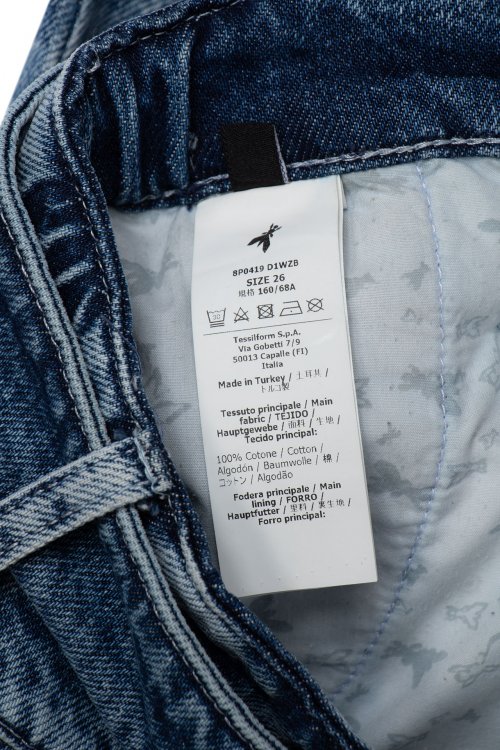 8P0419 D1WZB
SIZE 26
規格 160/68A
30
Tessilform S.p.A.
Via Gobetti 7/9
50013 Capalle (FI)
Italia
Made in Turkey / 土耳其 /
トルコ製
Tessuto principale / Main
fabric / TEJIDO /
Hauptgewebe / 面料 / 生地 /
Tecido principal:
100% Cotone / Cotton /
Algodón / Baumwolle / 棉 /
コットン / Algodão
Fodera principale / Main
lining / FORRO /
Hauptfutter / 里料 / 裏生地 /
Forro principal: